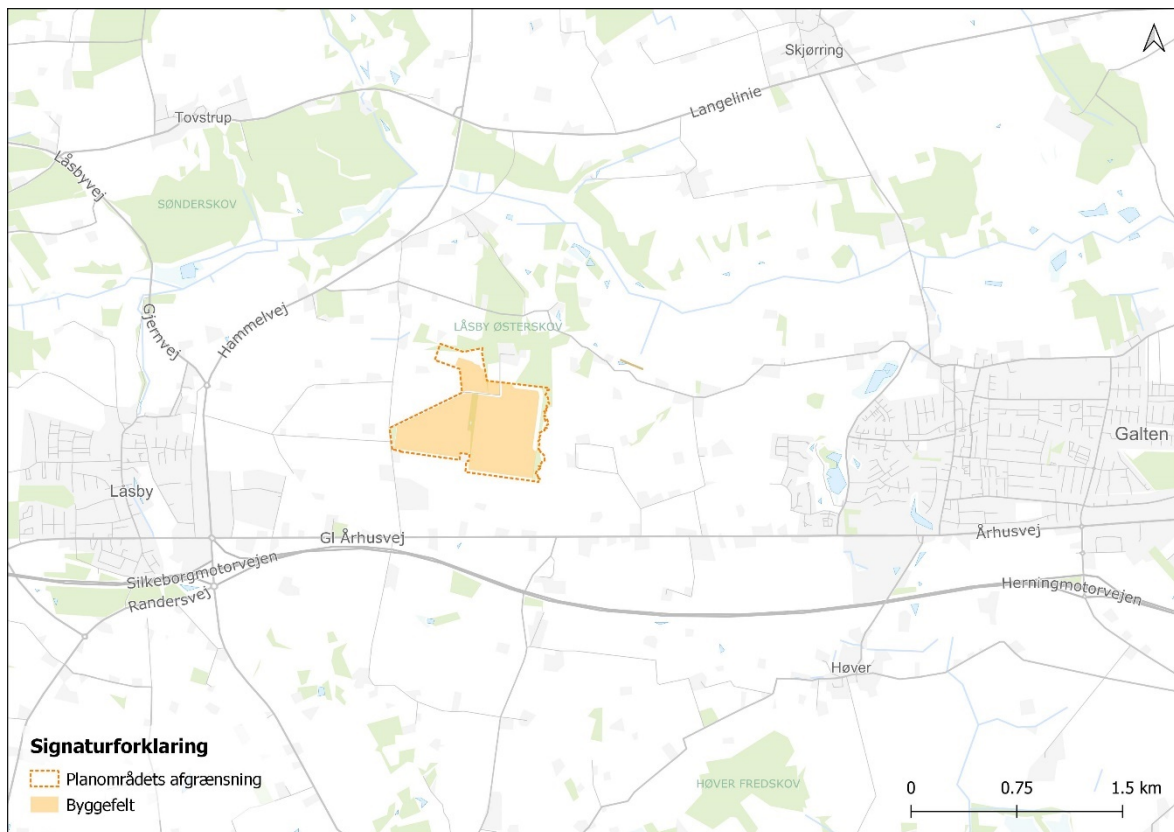 Skjørring
Langelinie
Tovstrup
Låsbyvej
SØNDERSKOV
Gjernvej
Hammelvej
LÅSBY ØSTERSKOV
Galten
Låsby
Gl Århusvej
Århusvej
Silkeborgmotorvejen
Randersvej
Herningmotorvejen
Høver
HØVER FREDSKOV
Signaturforklaring
Planområdets afgrænsning
Byggefelt
0 0.75 1.5 km